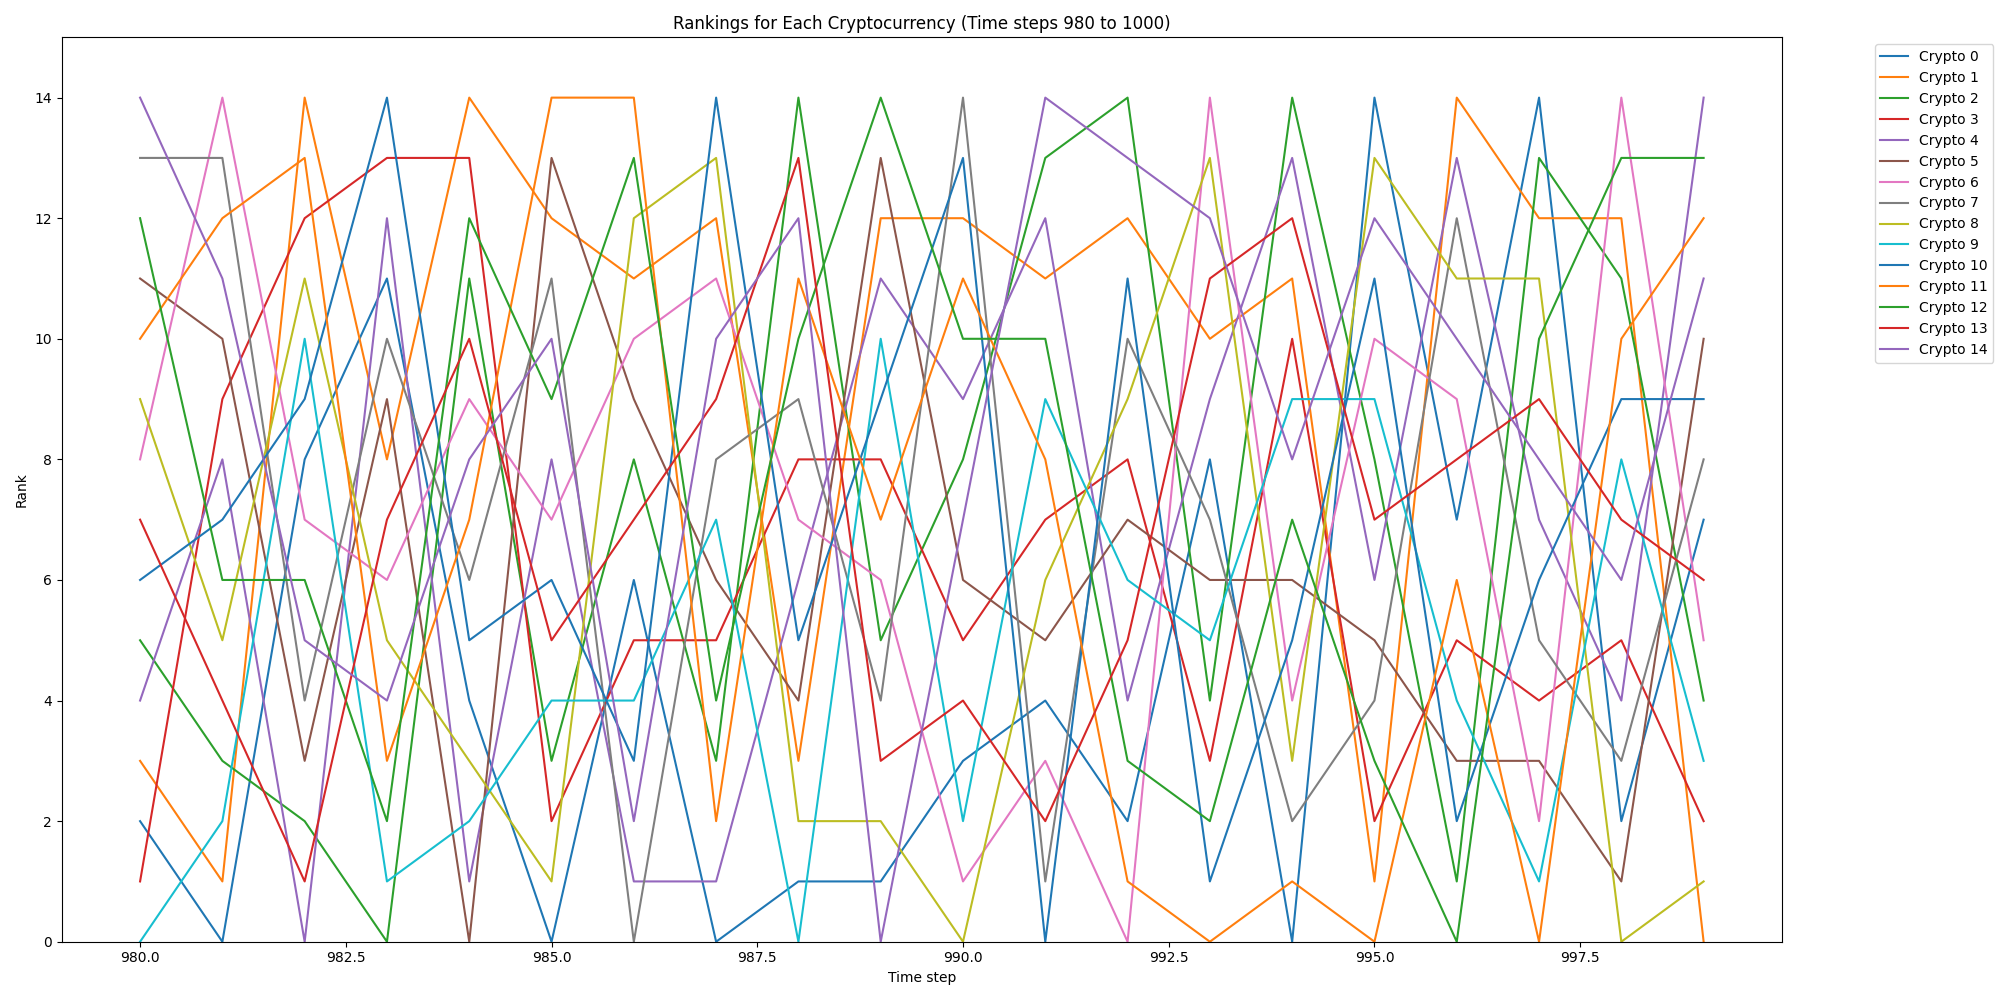 Rankings for Each Cryptocurrency (Time steps 980 to 1000)
Rank
14
12
10
8
6
4
2
0
980.0
982.5
985.0
987.5
990.0
992.5
995.0
997.5
Time step
Crypto 0
Crypto 1
Crypto 2
Crypto 3
Crypto 4
Crypto 5
Crypto 6
Crypto 7
Crypto 8
Crypto 9
Crypto 10
Crypto 11
Crypto 12
Crypto 13
Crypto 14